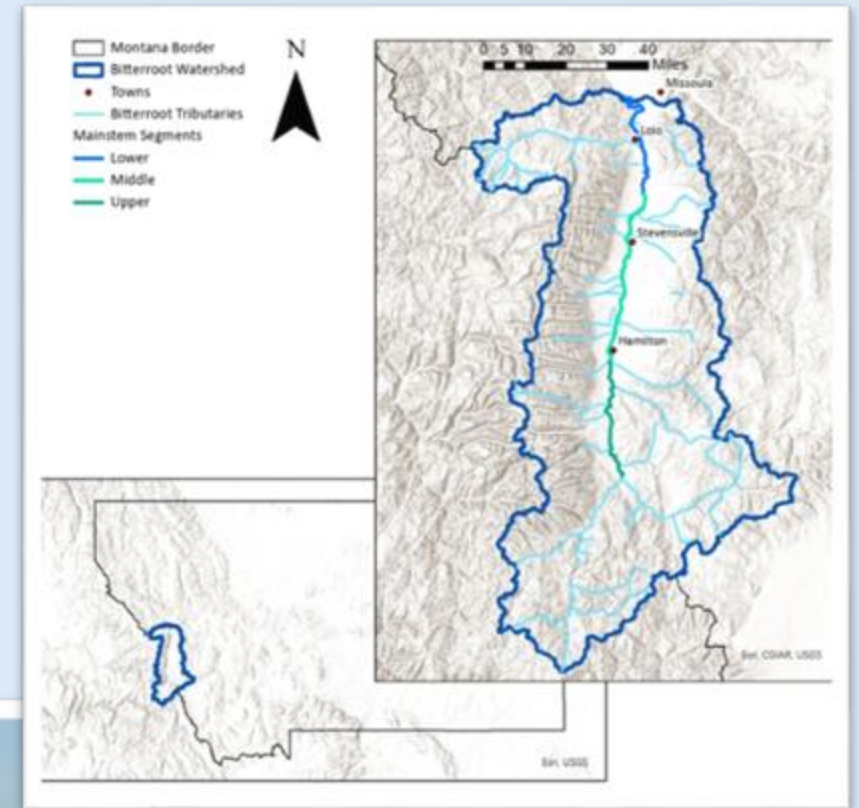 Montana Border
Bitterroot Watershed
Towns
Bitterroot Tributaries
Mainstem Segments
Lower
Middle
Upper
N
0 5 10 20 30 40
Miles
Missoula
Lolo
Stevensville
Hamilton
Esri, CGIAR, USGS
Esri, USGS